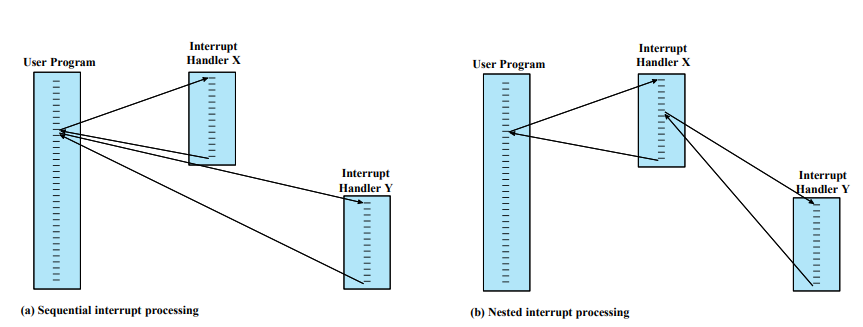 User Program
Interrupt
Handler X
Interrupt
Handler Y
(a) Sequential interrupt processing
User Program
Interrupt
Handler X
Interrupt
Handler Y
(b) Nested interrupt processing